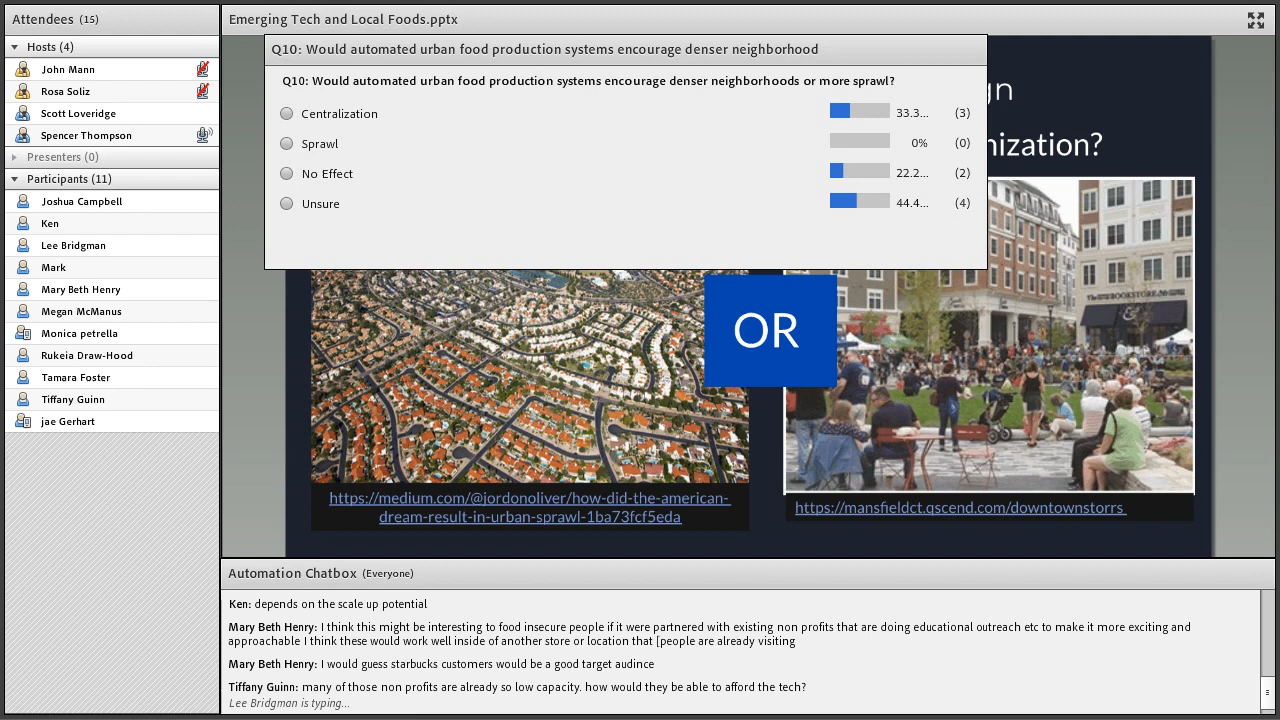 Attendees (15)
Hosts (4)
John Mann
Rosa Soliz
Scott Loveridge
Spencer Thompson
Presenters (0)
Participants (11)
Joshua Campbell
Ken
Lee Bridgman
Mark
Mary Beth Henry
Megan McManus
Monica petrella
Rukeia Draw-Hood
Tamara Foster
Tiffany Guinn
jae Gerhart
Emerging Tech and Local Foods.pptx
Q10: Would automated urban food production systems encourage denser neighborhood
Q10: Would automated urban food production systems encourage denser neighborhoods or more sprawl?
Centralization 33.3... (3)
Sprawl 0% (0)
No Effect 22.2... (2)
Unsure 44.4... (4)
gn
nization?
OR
https://medium.com/@jordonoliver/how-did-the-american-
dream-result-in-urban-sprawl-1ba73fcf5eda
https://mansfieldct.qscend.com/downtownstorrs
Automation Chatbox (Everyone)
Ken: depends on the scale up potential
Mary Beth Henry: I think this might be interesting to food insecure people if it were partnered with existing non profits that are doing educational outreach etc to make it more exciting and
approachable I think these would work well inside of another store or location that [people are already visiting
Mary Beth Henry: I would guess starbucks customers would be a good target audince
Tiffany Guinn: many of those non profits are already so low capacity. how would they be able to afford the tech?
Lee Bridgman is typing...